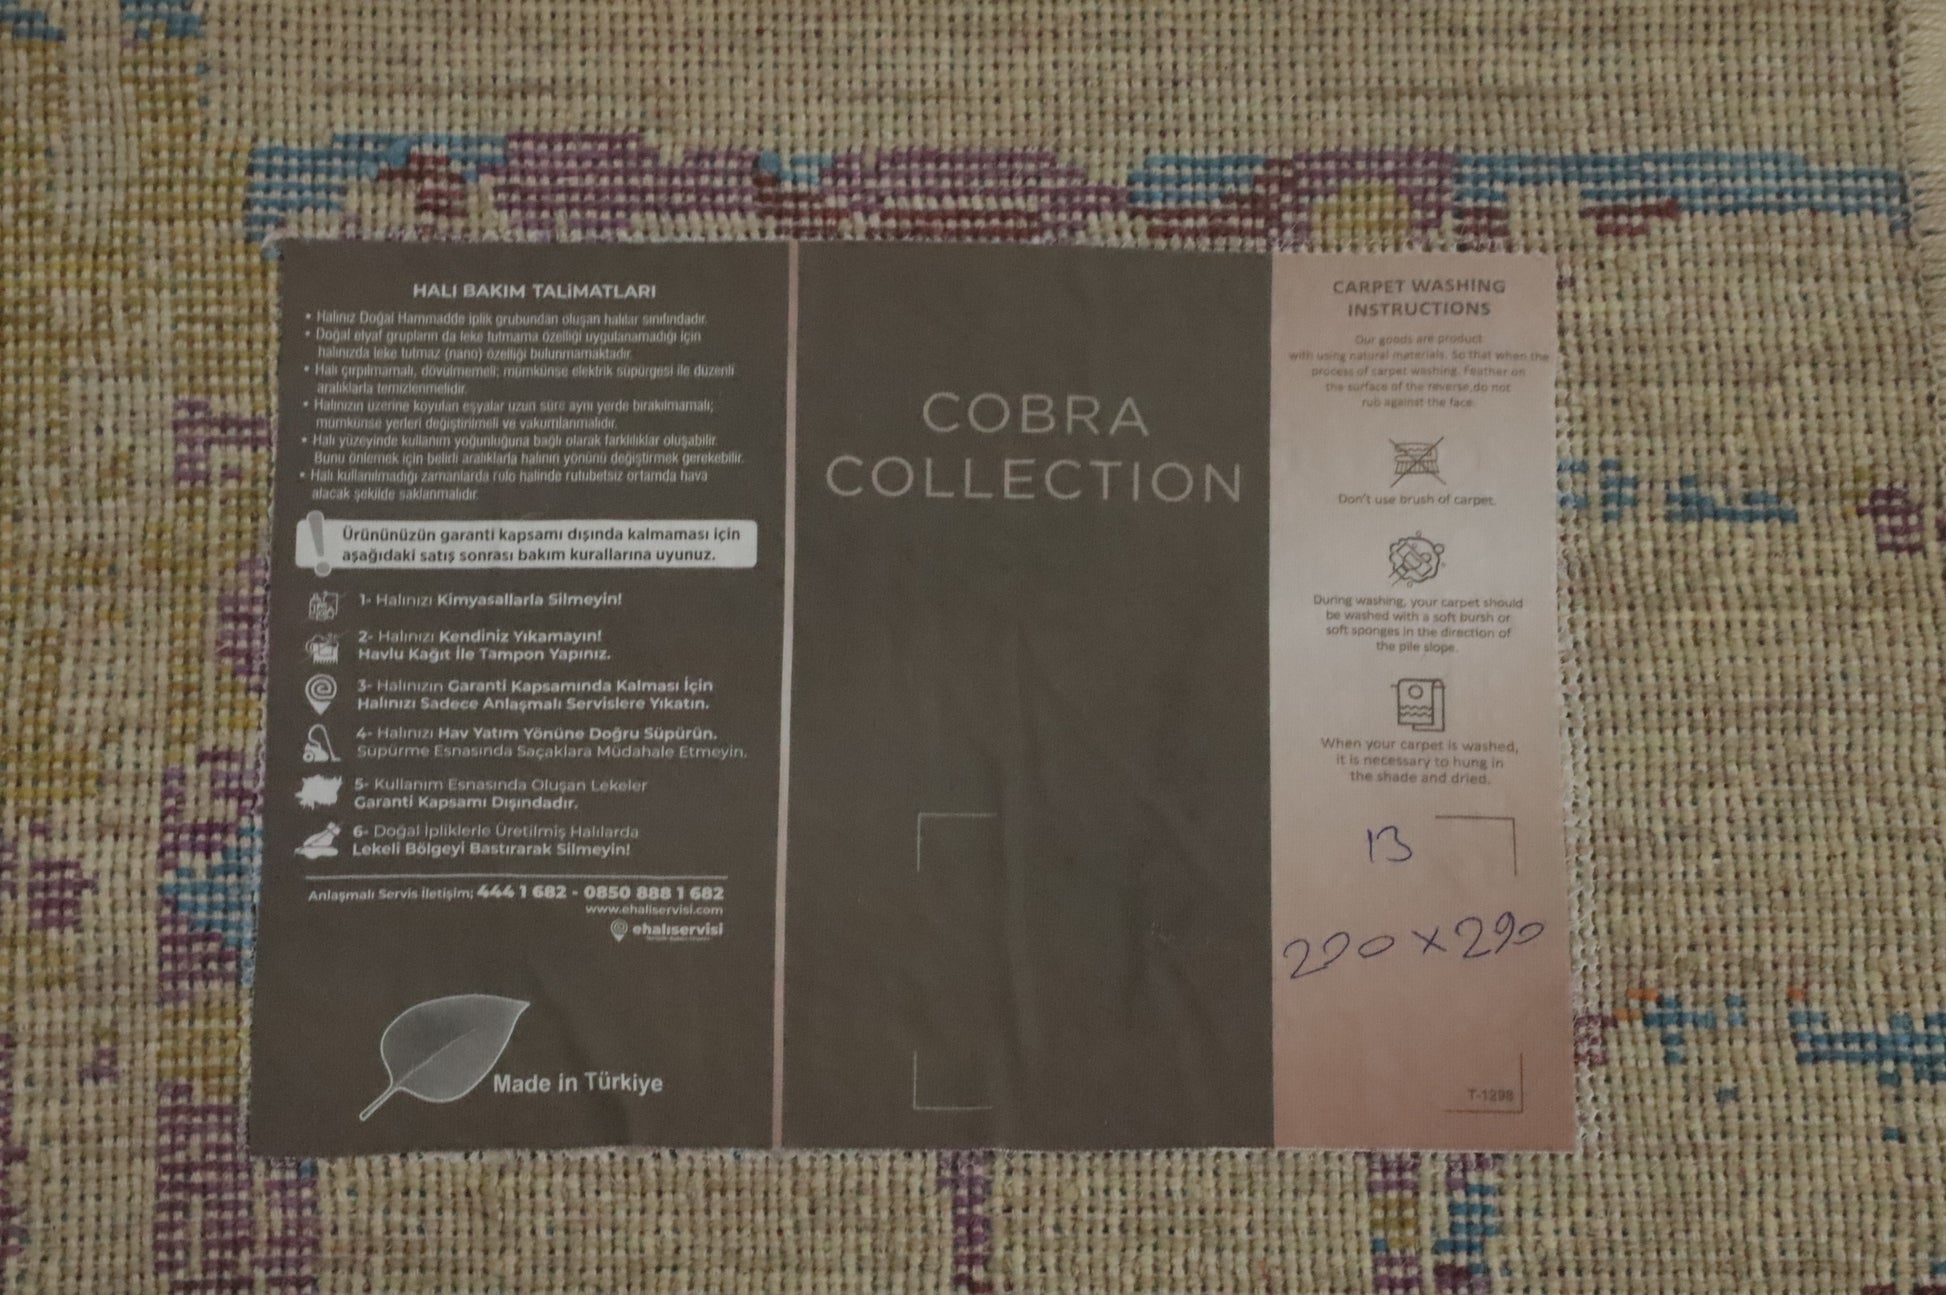 HALI BAKIM TALİMATLARI
• Halınız Doğal Hammadde iplik grubundan oluşan halılar sınıfındadır.
• Doğal elyaf grupların da leke tutmama özelliği uygulanamadığı için
halınızda leke tutmaz (nano) özelliği bulunmamaktadır.
• Halı çırpılmamalı, dövülmemeli; mümkünse elektrik süpürgesi ile düzenli
aralıklarla temizlenmelidir.
• Halınızın üzerine koyulan eşyalar uzun süre aynı yerde bırakılmamalı;
mümkünse yerleri değiştirilmeli ve vakumlanmalıdır.
• Halı yüzeyinde kullanım yoğunluğuna bağlı olarak farklılıklar oluşabilir.
Bunu önlemek için belirli aralıklarla halının yönünü değiştirmek gerekebilir.
• Halı kullanılmadığı zamanlarda rulo halinde rutubetsiz ortamda hava
alacak şekilde saklanmalıdır.
Ürününüzün garanti kapsamı dışında kalmaması için
aşağıdaki satış sonrası bakım kurallarına uyunuz.
1- Halınızı Kimyasallarla Silmeyin!
2- Halınızı Kendiniz Yıkamayın!
Havlu Kağıt İle Tampon Yapınız.
3- Halınızın Garanti Kapsamında Kalması İçin
Halınızı Sadece Anlaşmalı Servislere Yıkatın.
4- Halınızı Hav Yatım Yönüne Doğru Süpürün.
Süpürme Esnasında Saçaklara Müdahale Etmeyin.
5- Kullanım Esnasında Oluşan Lekeler
Garanti Kapsamı Dışındadır.
6- Doğal İpliklerle Üretilmiş Halılarda
Lekeli Bölgeyi Bastırarak Silmeyin!
Anlaşmalı Servis İletişim; 444 1 682 - 0850 888 1 682
www.ehaliservisi.com
ehalıservisi
Made in Türkiye
COBRA
COLLECTION
CARPET WASHING
INSTRUCTIONS
Our goods are product
with using natural materials. So that when the
process of carpet washing. Feather on
the surface of the reverse,do not
rub against the face.
Don't use brush of carpet.
During washing, your carpet should
be washed with a soft bursh or
soft sponges in the direction of
the pile slope.
When your carpet is washed,
it is necessary to hung in
the shade and dried.
13
200 x 290
T-1298